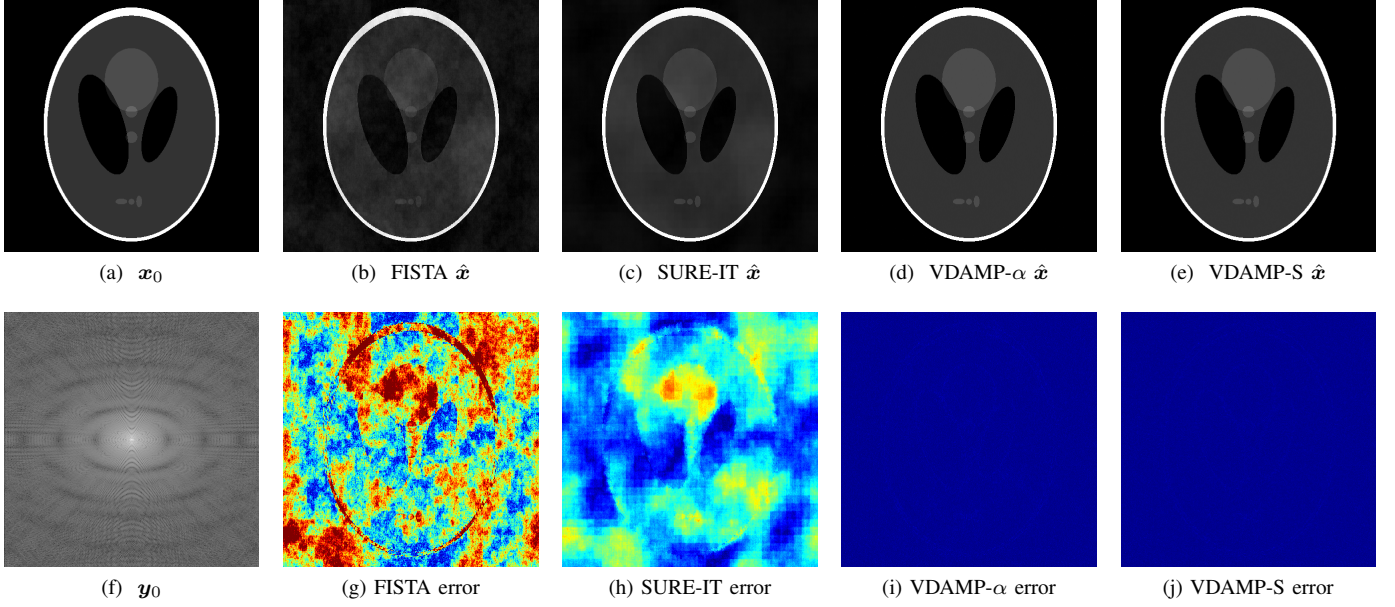 (a) x₀
(b) FISTA x̂
(c) SURE-IT x̂
(d) VDAMP-α x̂
(e) VDAMP-S x̂
(f) y₀
(g) FISTA error
(h) SURE-IT error
(i) VDAMP-α error
(j) VDAMP-S error